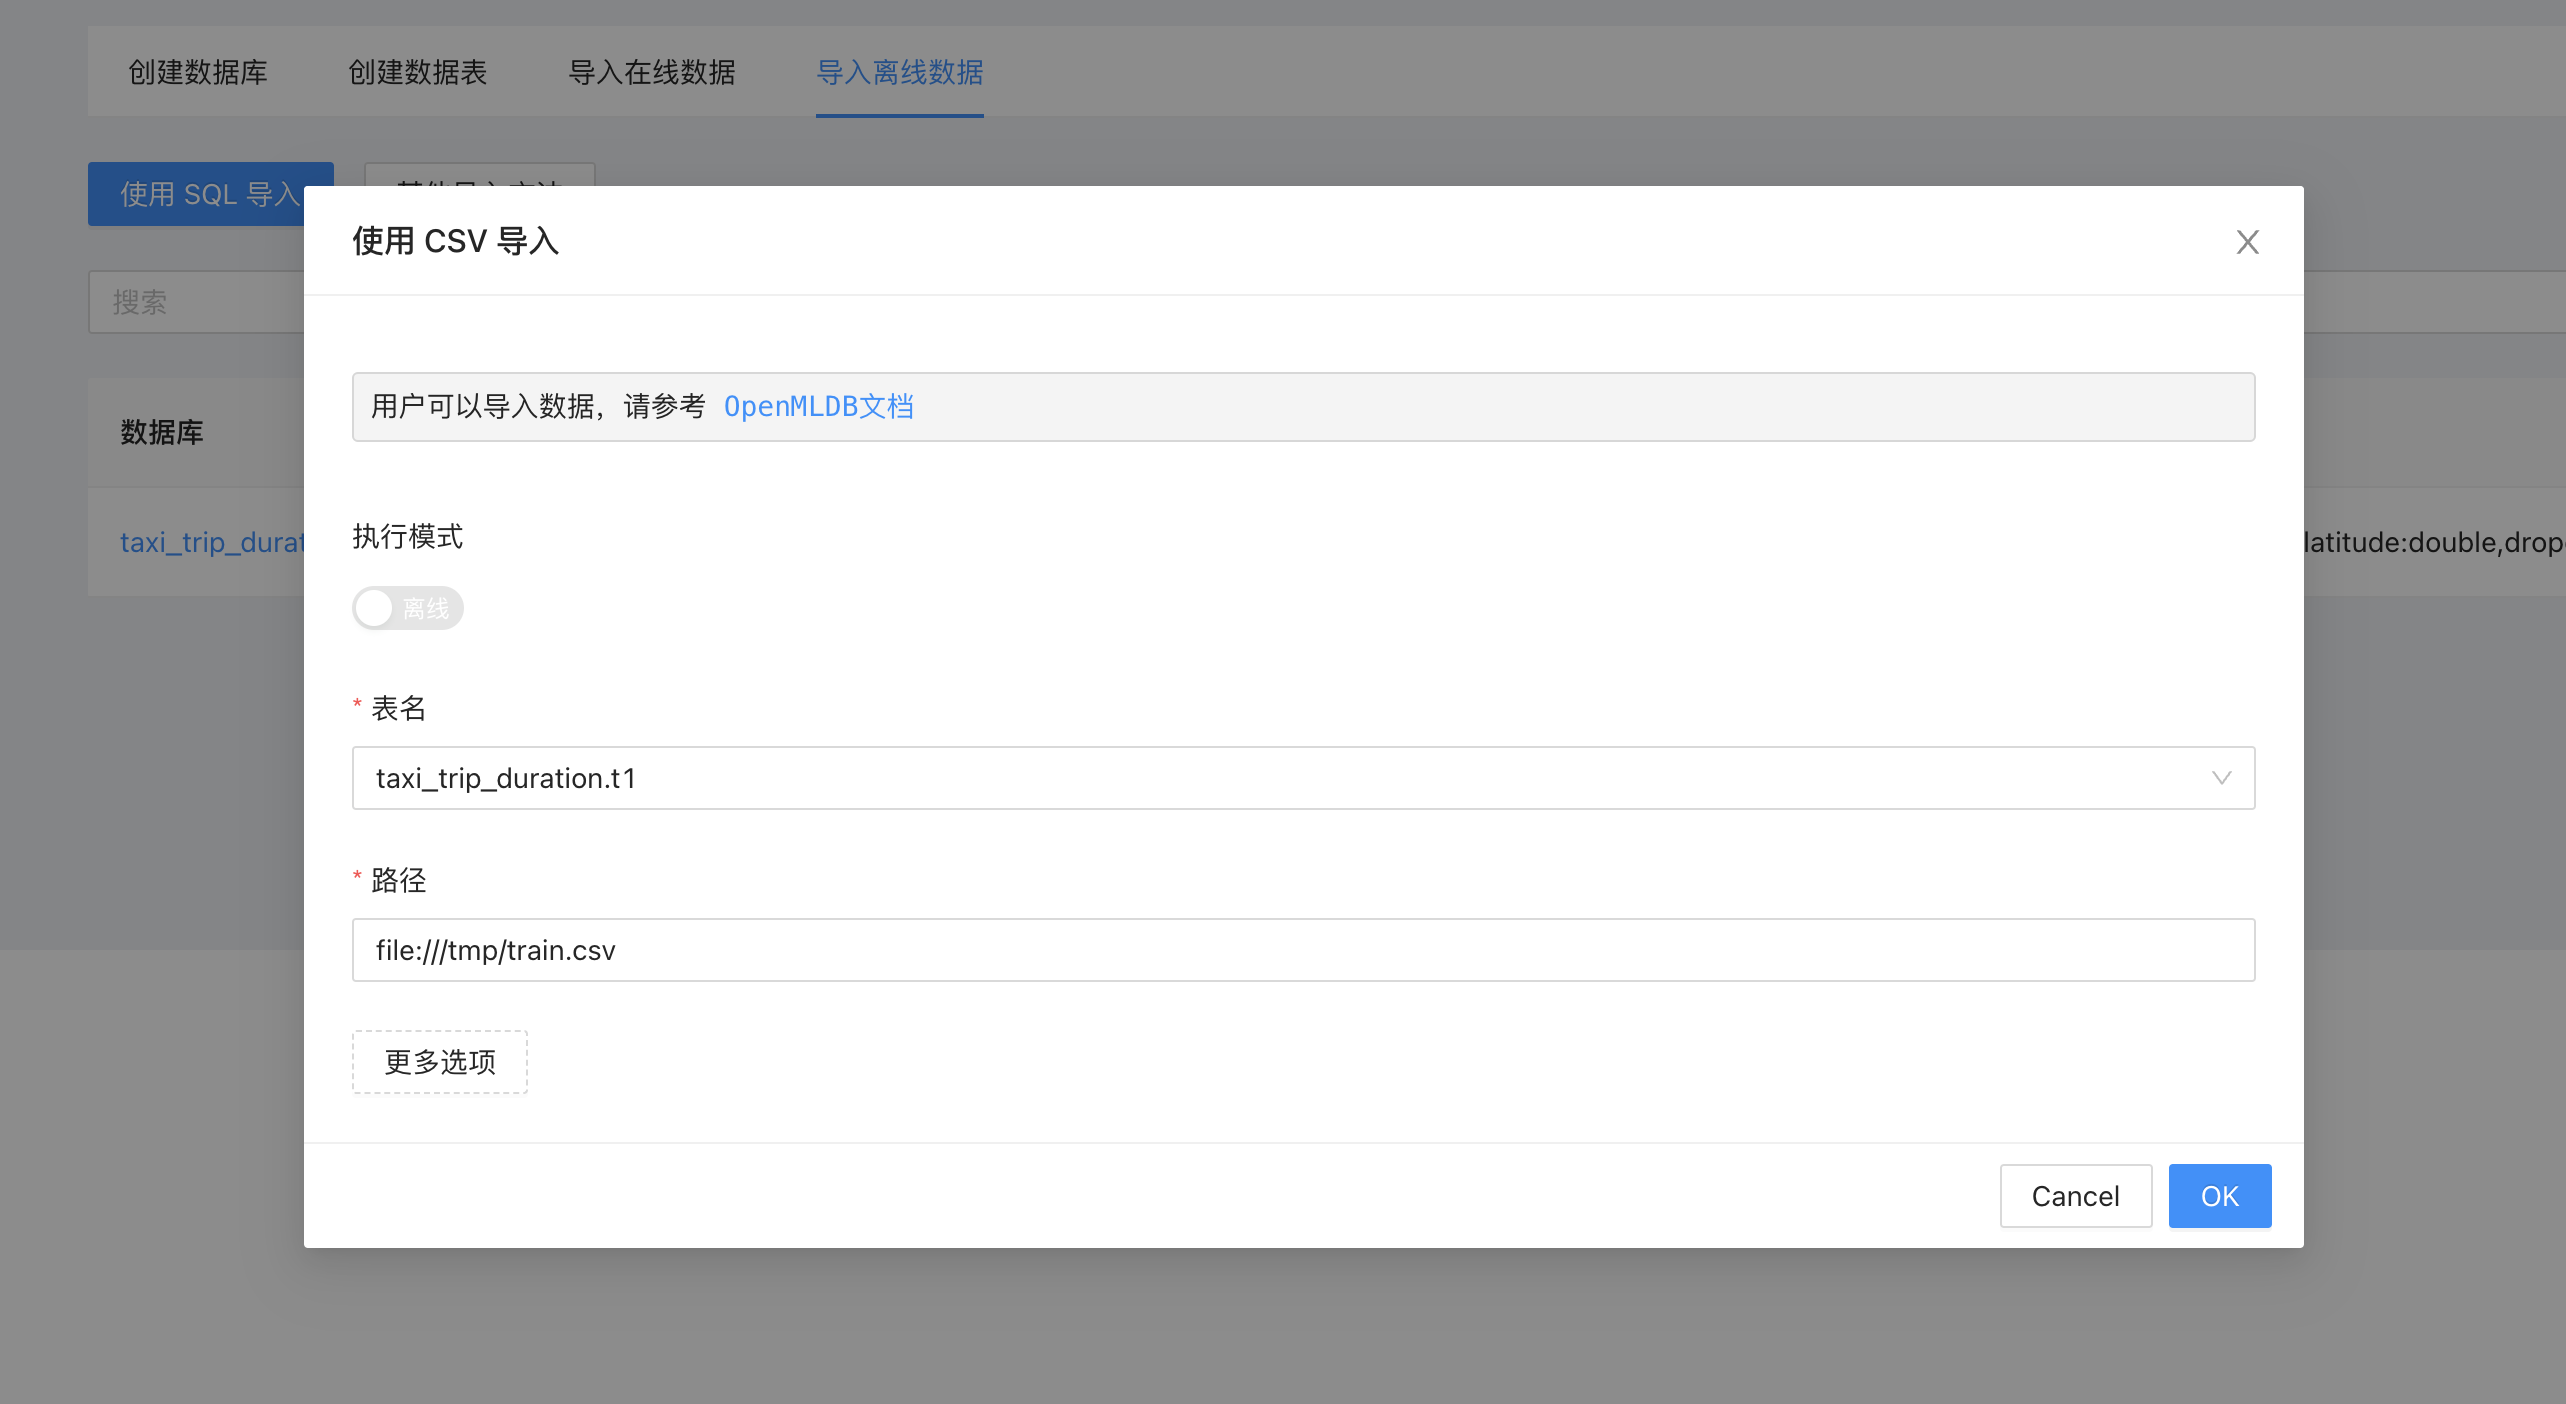 创建数据库 创建数据表 导入在线数据 导入离线数据
使用 SQL 导入
使用 CSV 导入
搜索
用户可以导入数据，请参考 OpenMLDB文档
数据库
执行模式
taxi_trip_durat
latitude:double,drop
离线
* 表名
taxi_trip_duration.t1
* 路径
file:///tmp/train.csv
更多选项
Cancel OK